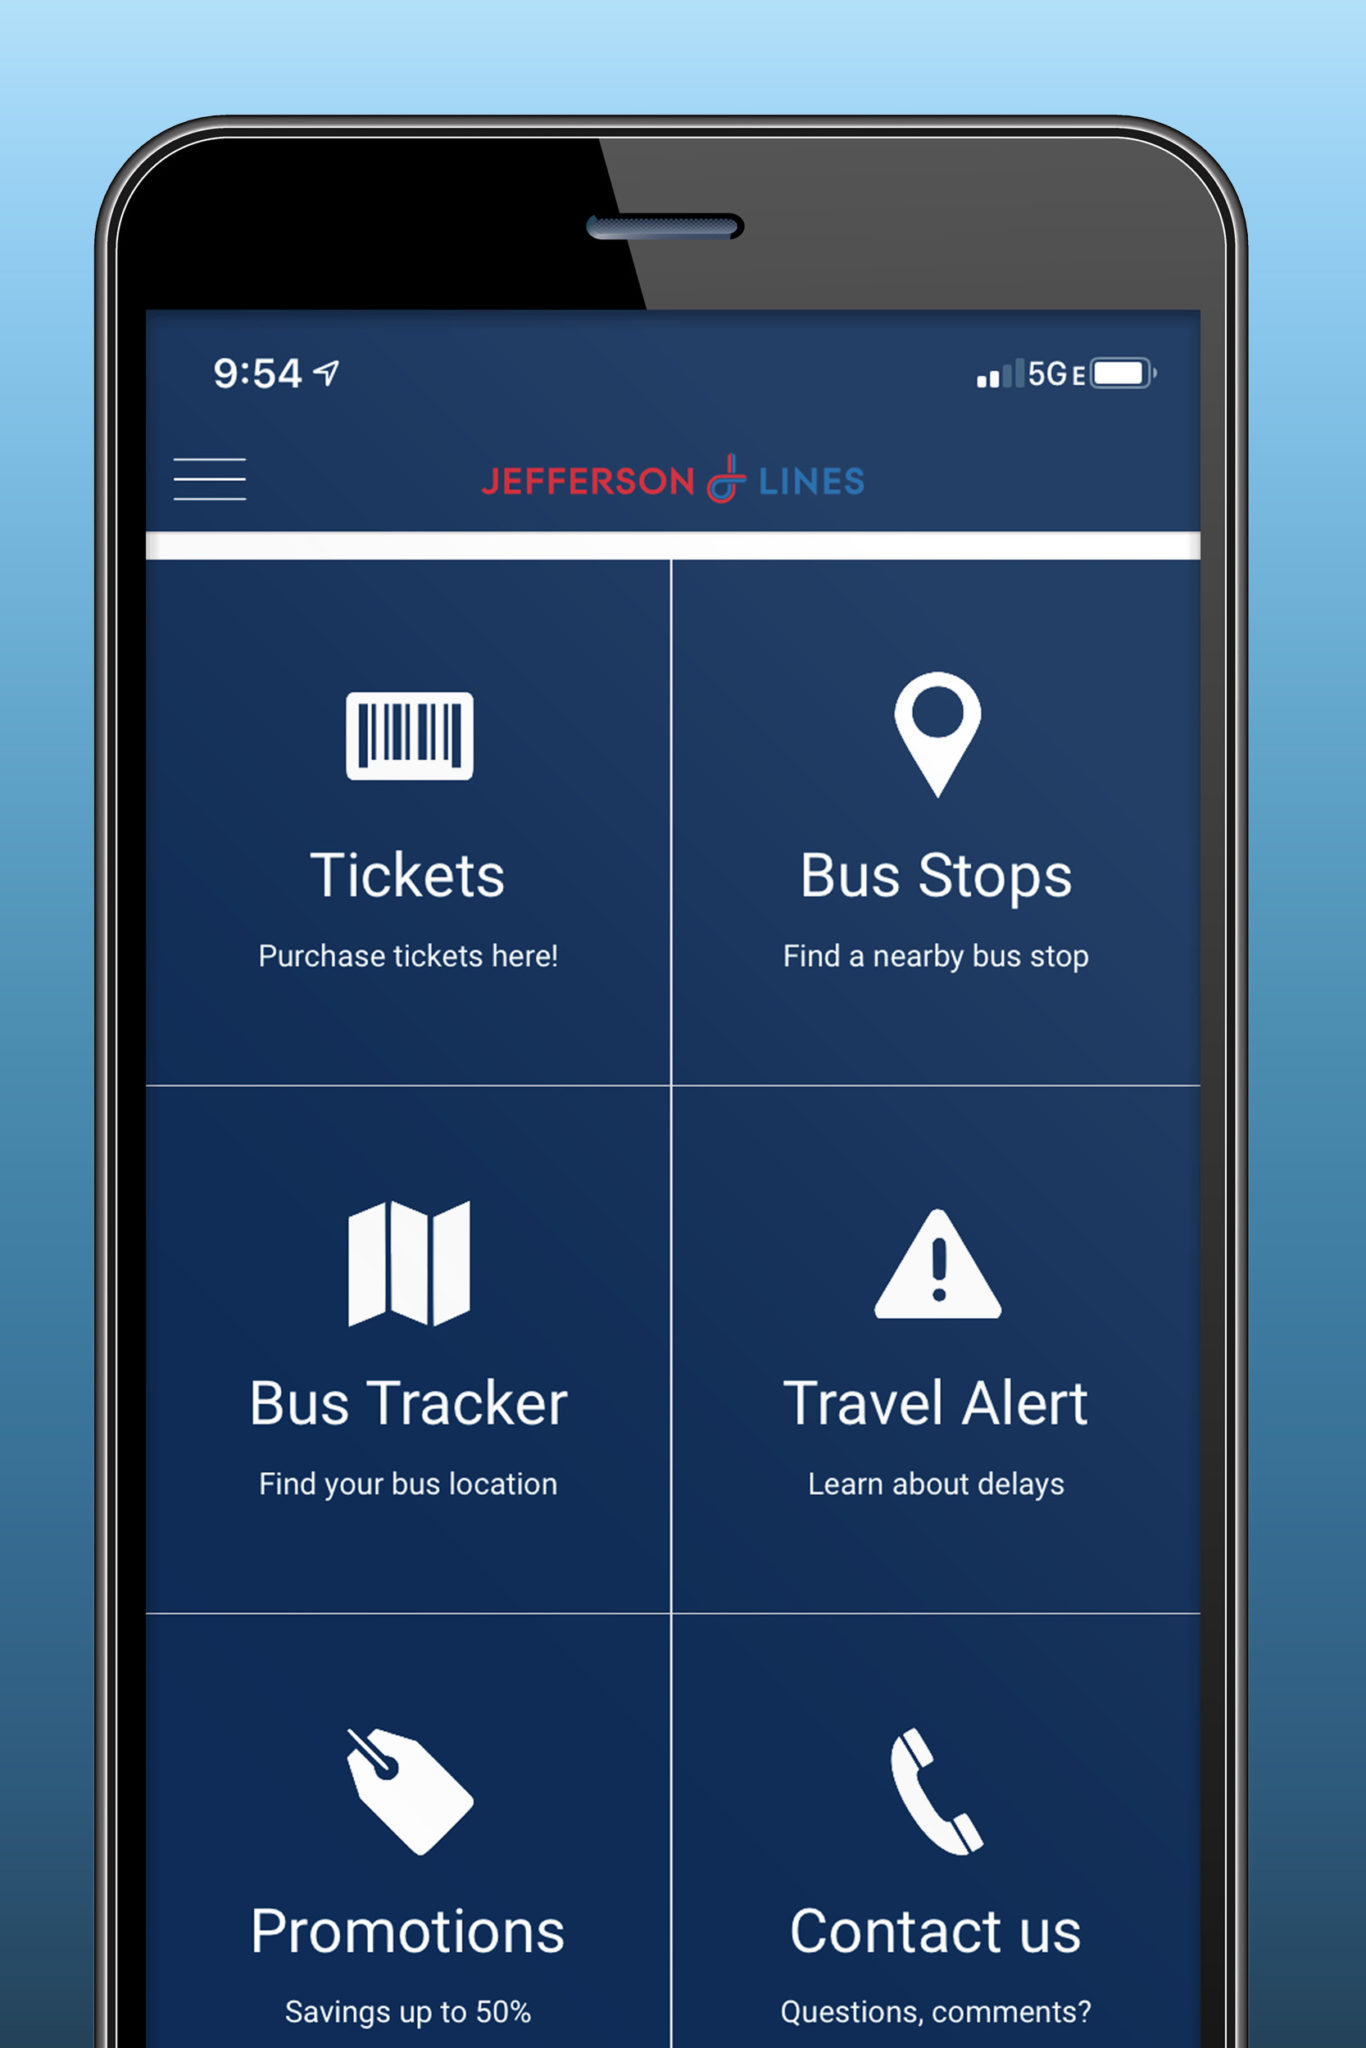 9:54
5G E
JEFFERSON LINES
Tickets
Purchase tickets here!
Bus Stops
Find a nearby bus stop
Bus Tracker
Find your bus location
Travel Alert
Learn about delays
Promotions
Savings up to 50%
Contact us
Questions, comments?